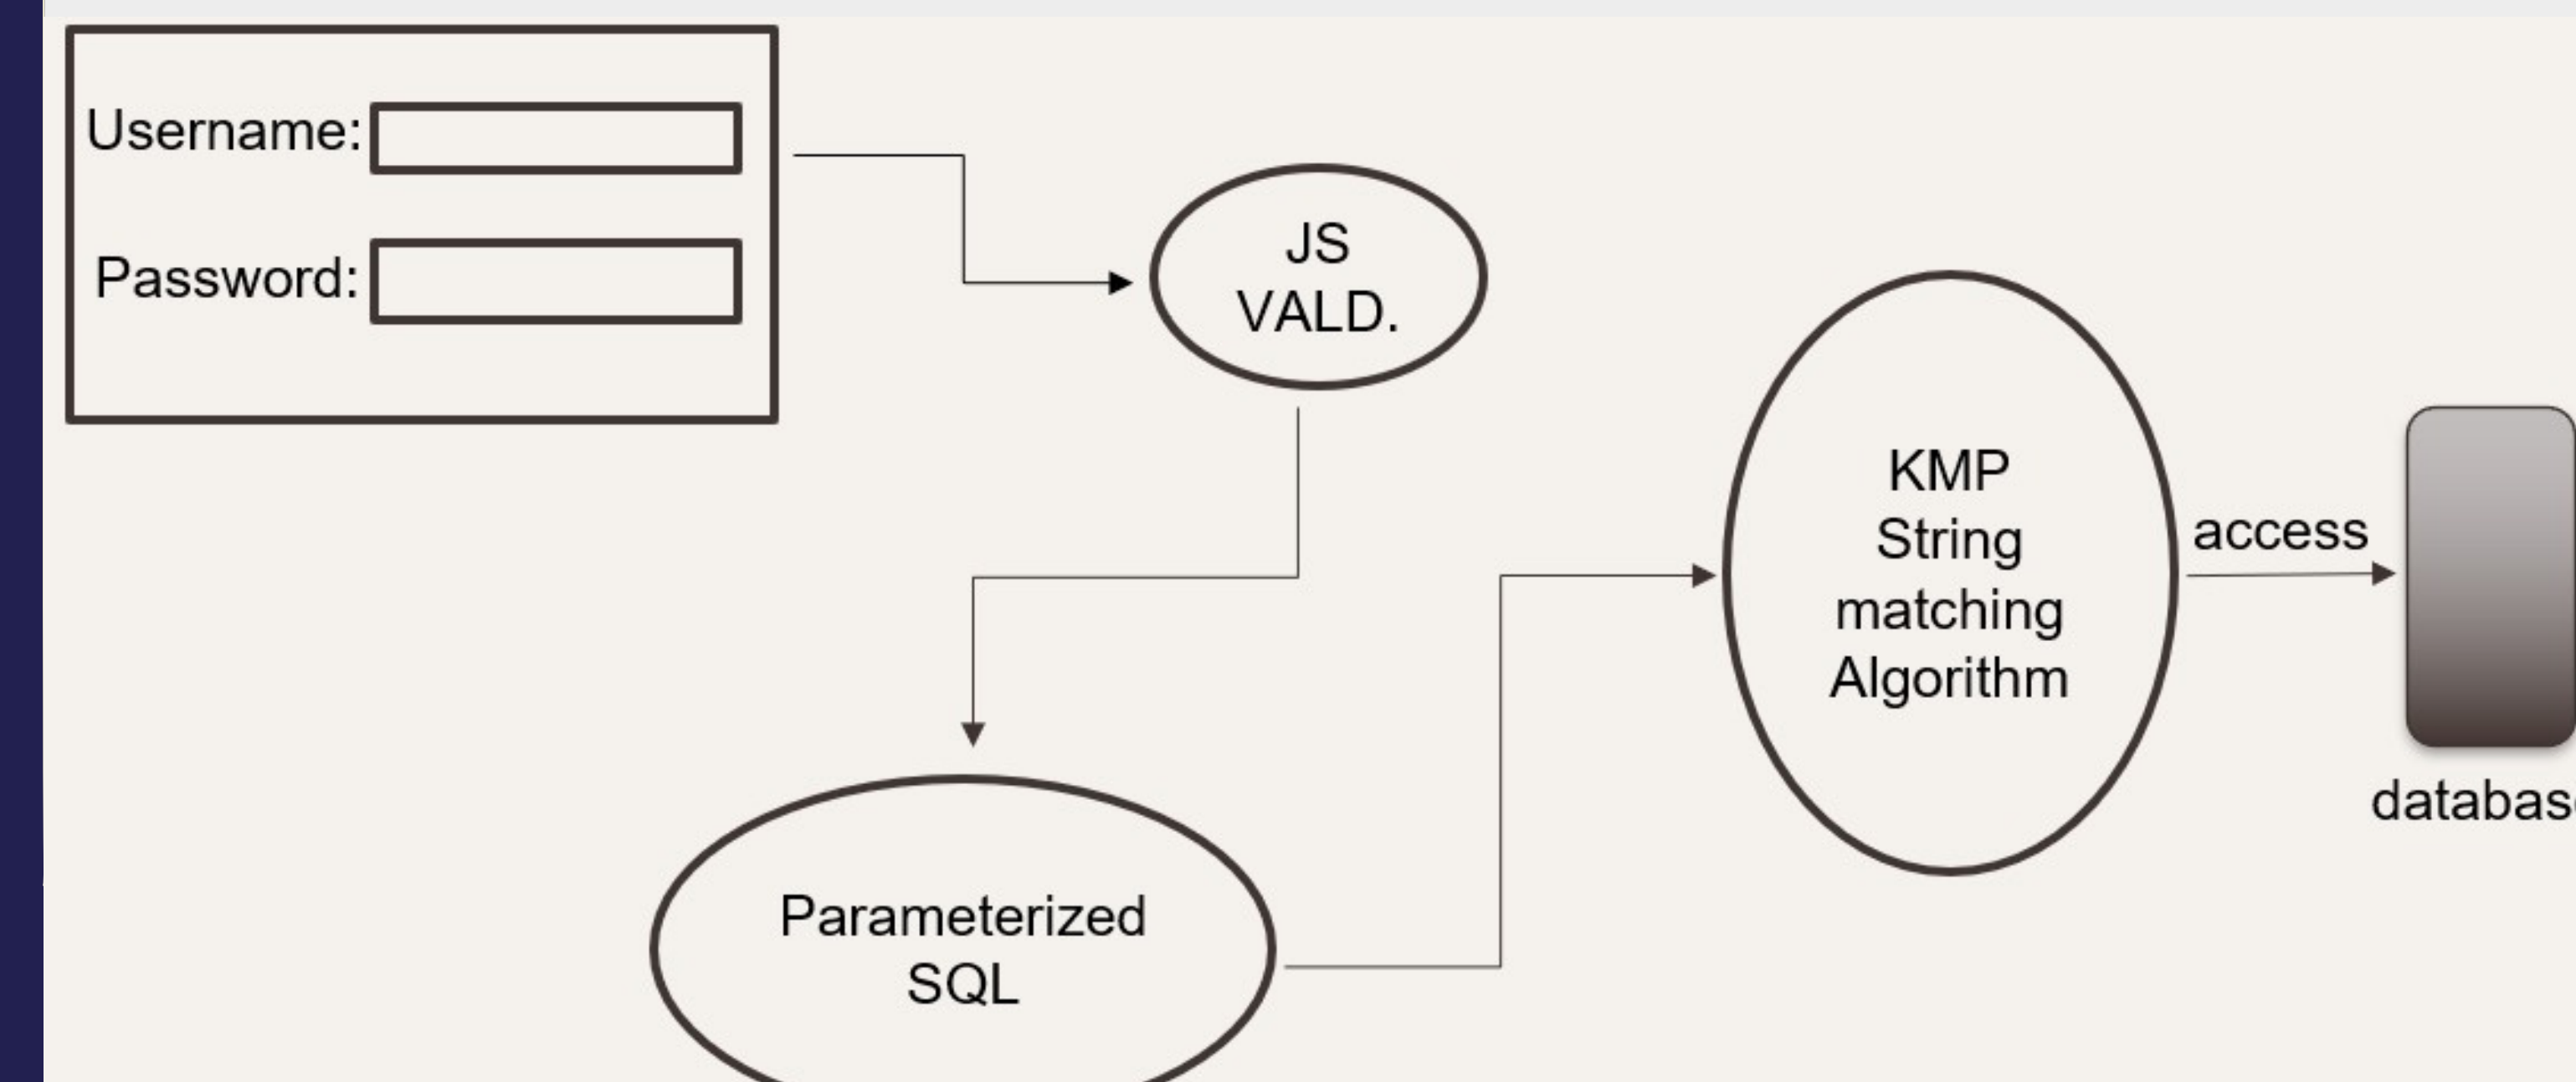 Username:
Password:
JS
VALD.
KMP
String
matching
Algorithm
access
databas
Parameterized
SQL